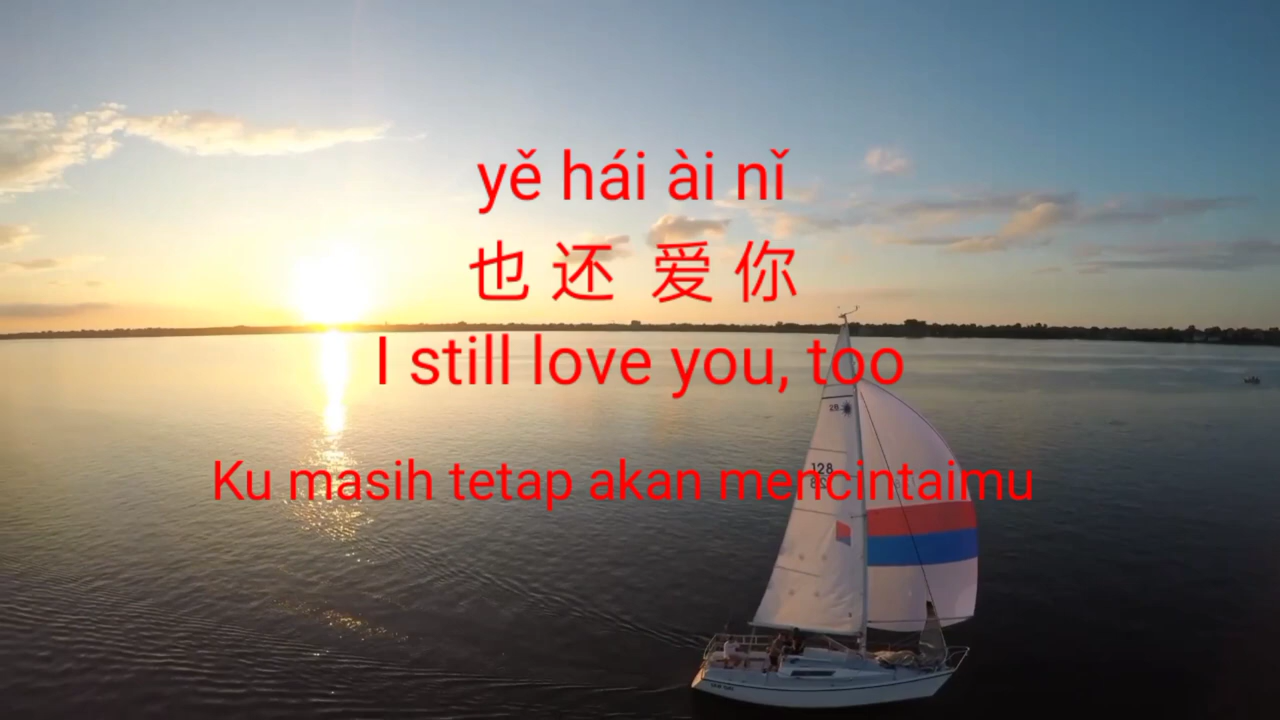 yě hái ài nǐ
也 还 爱 你
I still love you, too
Ku masih tetap akan mencintaimu
128